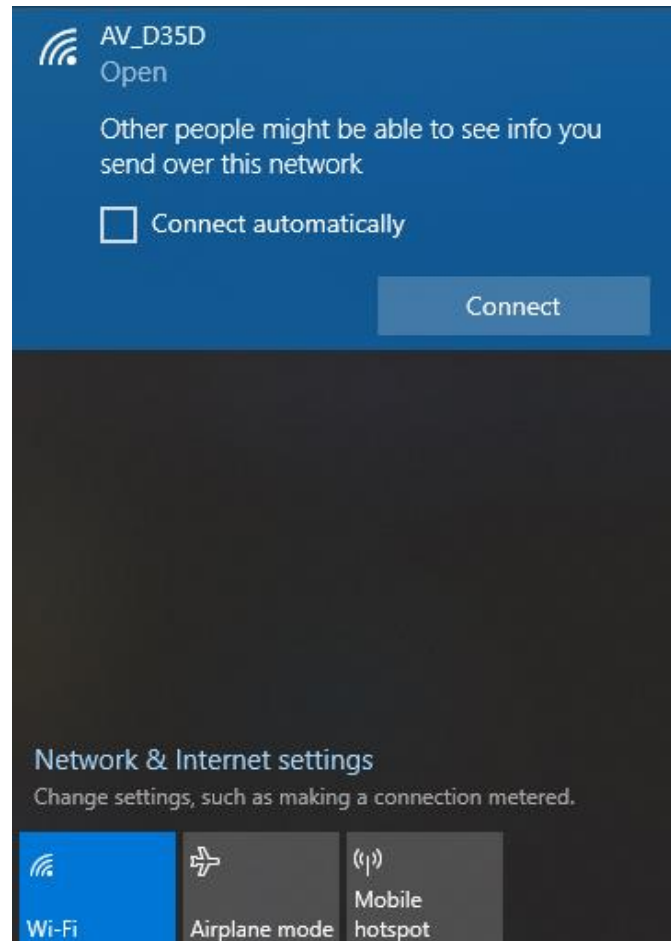 AV_D35D
Open
Other people might be able to see info you
send over this network
Connect automatically
Connect
Network & Internet settings
Change settings, such as making a connection metered.
Wi-Fi
Airplane mode
Mobile
hotspot